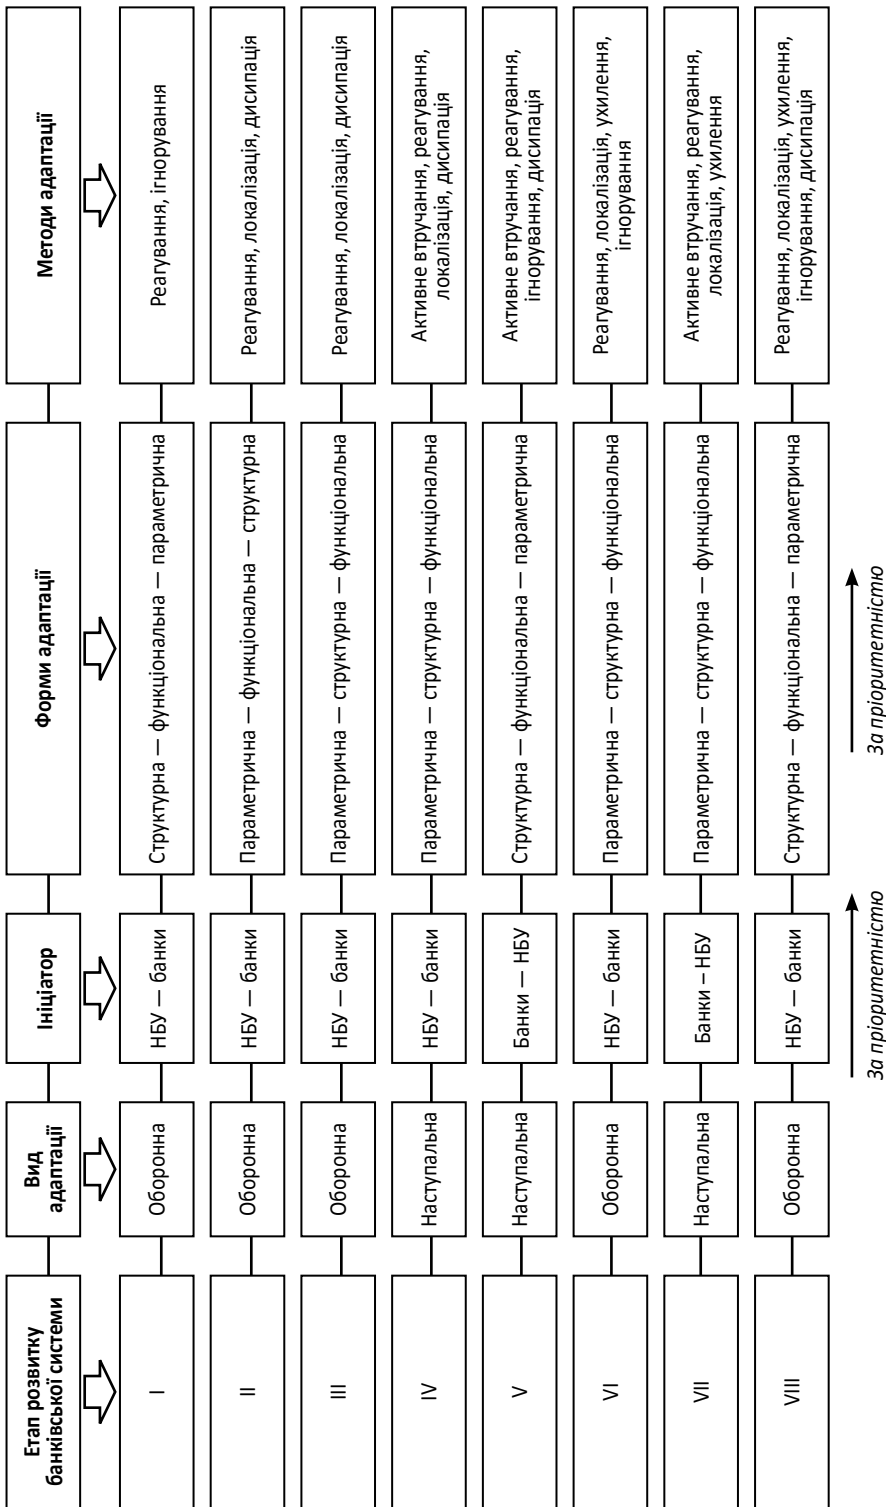 Етап розвитку
банківської системи
Вид
адаптації
Ініціатор
Форми адаптації
Методи адаптації
I
Оборонна
НБУ — банки
Структурна — функціональна — параметрична
Реагування, ігнорування
II
Оборонна
НБУ — банки
Параметрична — функціональна — структурна
Реагування, локалізація, дисипація
III
Оборонна
НБУ — банки
Параметрична — структурна — функціональна
Реагування, локалізація, дисипація
IV
Наступальна
НБУ — банки
Параметрична — структурна — функціональна
Активне втручання, реагування,
локалізація, дисипація
V
Наступальна
Банки — НБУ
Структурна — функціональна — параметрична
Активне втручання, реагування,
ігнорування, дисипація
VI
Оборонна
НБУ — банки
Параметрична — структурна — функціональна
Реагування, локалізація, ухилення,
ігнорування
VII
Наступальна
Банки – НБУ
Параметрична — структурна — функціональна
Активне втручання, реагування,
локалізація, ухилення
VIII
Оборонна
НБУ — банки
Структурна — функціональна — параметрична
Реагування, локалізація, ухилення,
ігнорування, дисипація
За пріоритетністю
За пріоритетністю